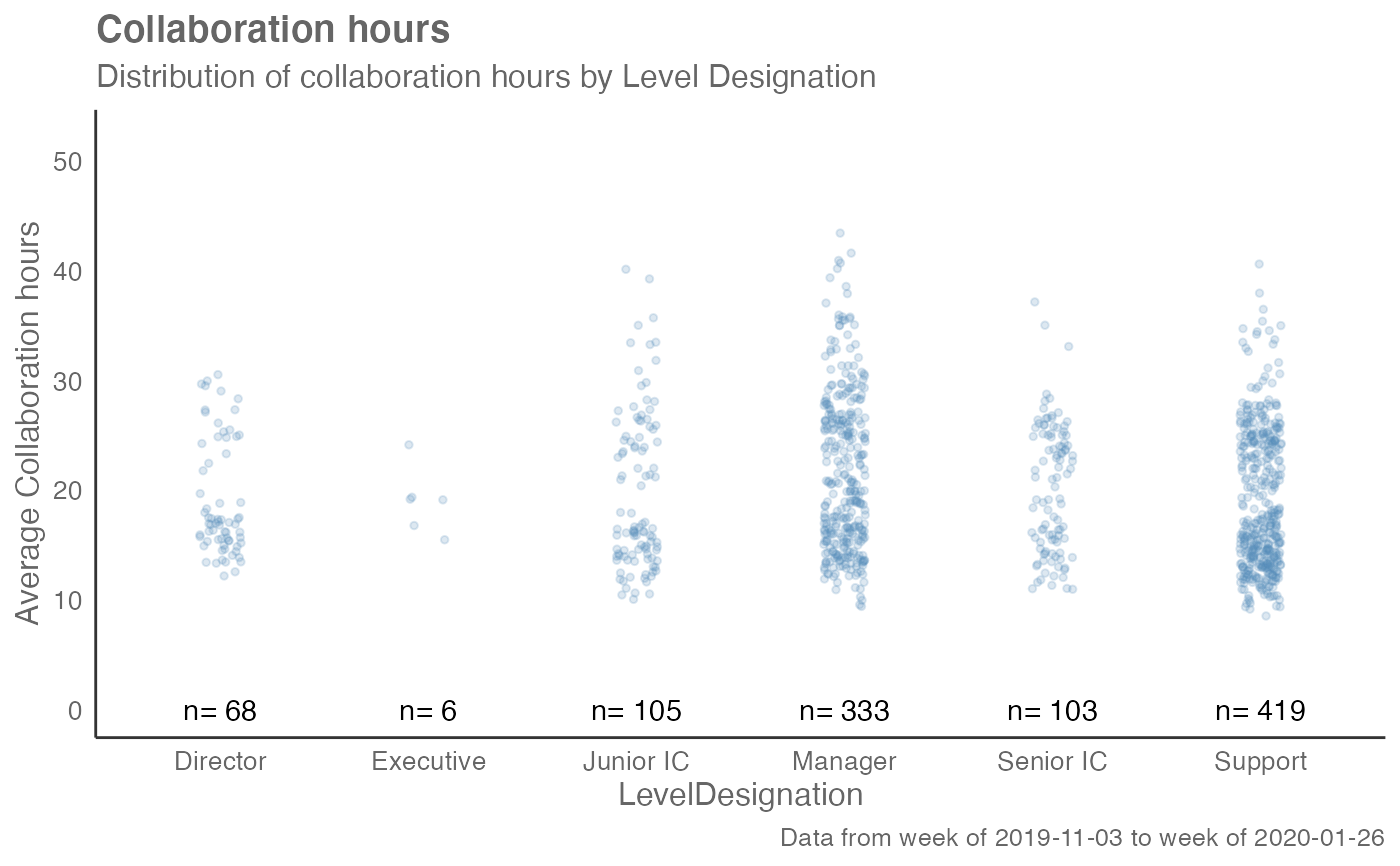 Collaboration hours
Distribution of collaboration hours by Level Designation
Average Collaboration hours
50
40
30
20
10
0
n= 68 n= 6 n= 105 n= 333 n= 103 n= 419
Director Executive Junior IC Manager Senior IC Support
LevelDesignation
Data from week of 2019-11-03 to week of 2020-01-26